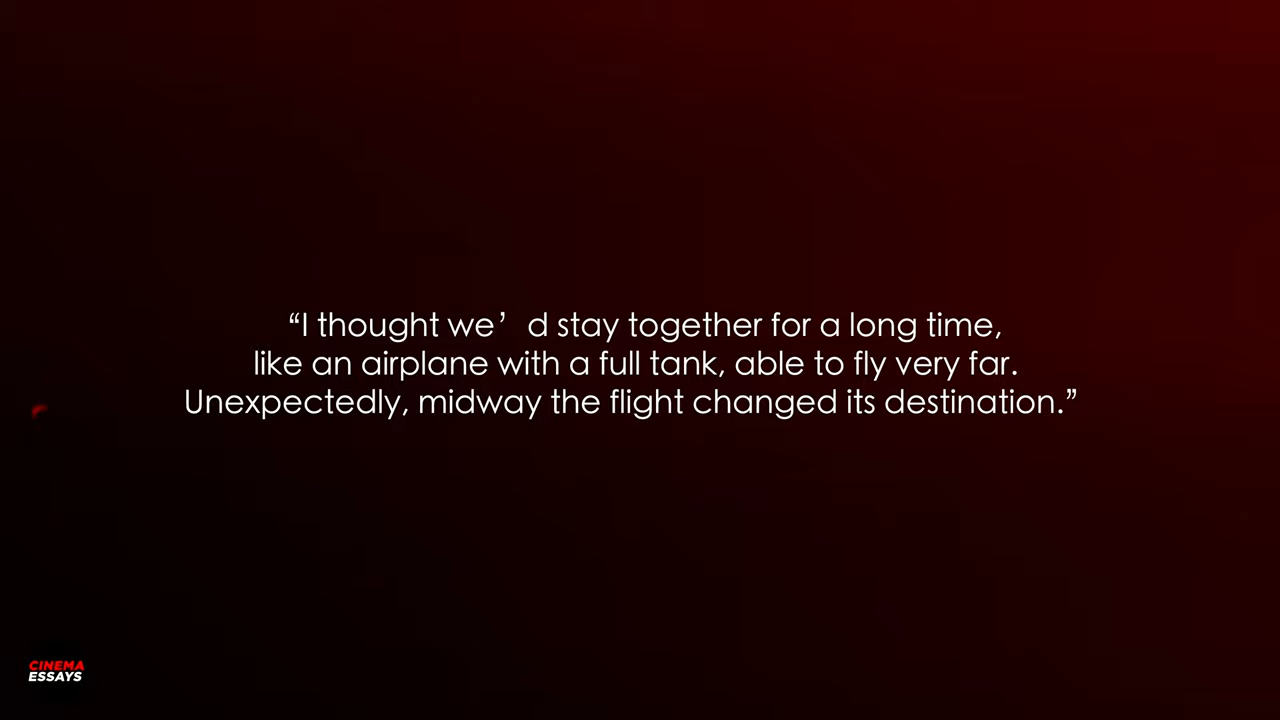 “I thought we’ d stay together for a long time,
like an airplane with a full tank, able to fly very far.
Unexpectedly, midway the flight changed its destination.”
CINEMA
ESSAYS